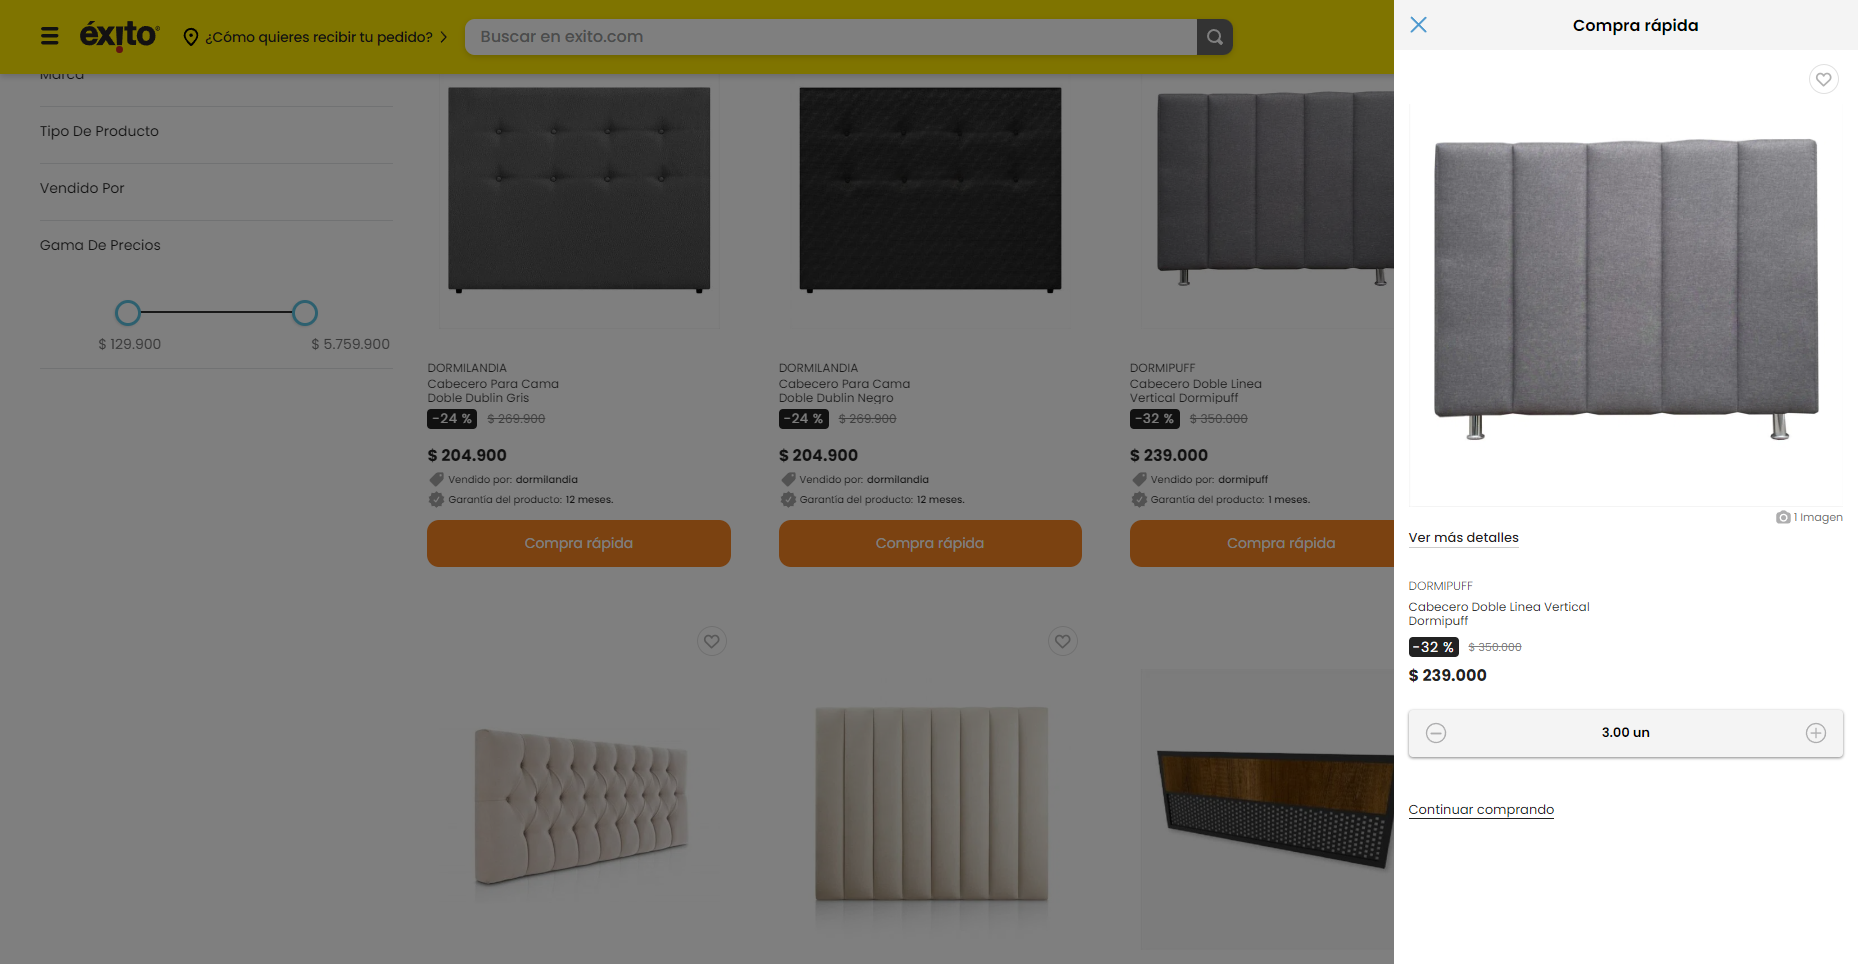 éxito
¿Cómo quieres recibir tu pedido?
Buscar en exito.com
Marca
Tipo De Producto
Vendido Por
Gama De Precios
$ 129.900
$ 5.759.900
DORMILANDIA
Cabecero Para Cama
Doble Dublin Gris
-24 % $ 269.900
$ 204.900
Vendido por: dormilandia
Garantía del producto: 12 meses.
Compra rápida
DORMILANDIA
Cabecero Para Cama
Doble Dublin Negro
-24 % $ 269.900
$ 204.900
Vendido por: dormilandia
Garantía del producto: 12 meses.
Compra rápida
DORMIPUFF
Cabecero Doble Linea
Vertical Dormipuff
-32 % $ 350.000
$ 239.000
Vendido por: dormipuff
Garantía del producto: 1 meses.
Compra rápida
Compra rápida
1 Imagen
Ver más detalles
DORMIPUFF
Cabecero Doble Linea Vertical
Dormipuff
-32 % $ 350.000
$ 239.000
3.00 un
Continuar comprando